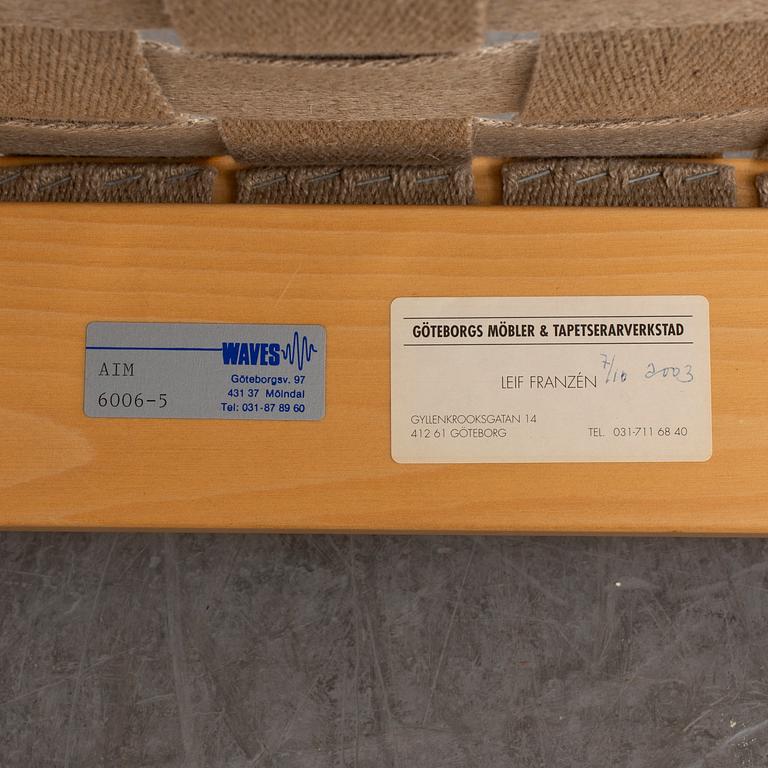 WAVES
AIM
6006-5
Göteborgsv. 97
431 37 Mölndal
Tel: 031-87 89 60
GÖTEBORGS MÖBLER & TAPETSERARVERKSTAD
LEIF FRANZÉN 7/10 2003
GYLLENKROOKSGATAN 14
412 61 GÖTEBORG TEL. 031-711 68 40